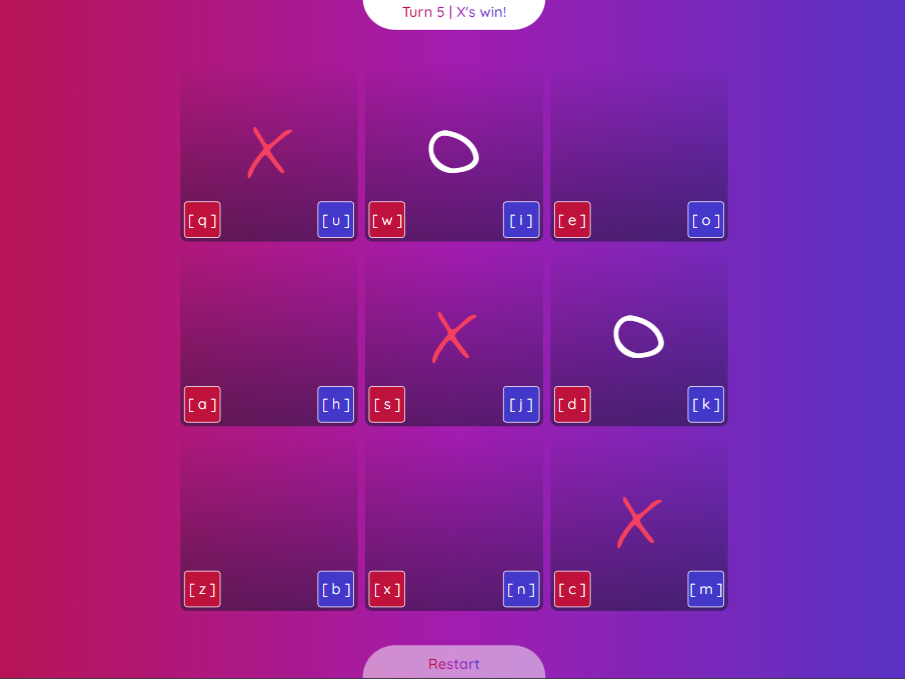 Turn 5 | X's win!
X O
[q] [u] [w] [i] [e] [o]
X O
[a] [h] [s] [j] [d] [k]
X
[z] [b] [x] [n] [c] [m]
Restart